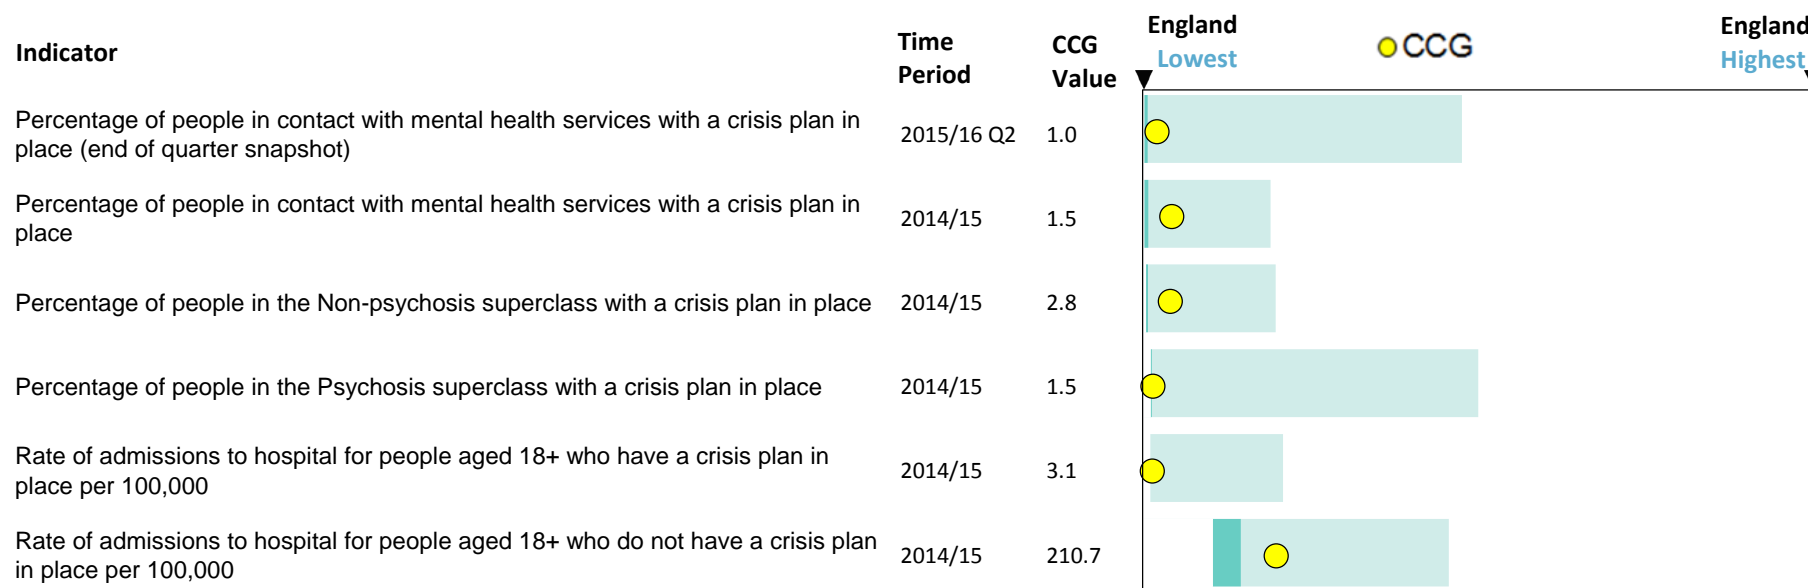 Indicator
Time
Period
CCG
Value
England
Lowest
CCG
England
Highest
Percentage of people in contact with mental health services with a crisis plan in
place (end of quarter snapshot)
2015/16 Q2
1.0
Percentage of people in contact with mental health services with a crisis plan in
place
2014/15
1.5
Percentage of people in the Non-psychosis superclass with a crisis plan in place
2014/15
2.8
Percentage of people in the Psychosis superclass with a crisis plan in place
2014/15
1.5
Rate of admissions to hospital for people aged 18+ who have a crisis plan in
place per 100,000
2014/15
3.1
Rate of admissions to hospital for people aged 18+ who do not have a crisis plan
in place per 100,000
2014/15
210.7